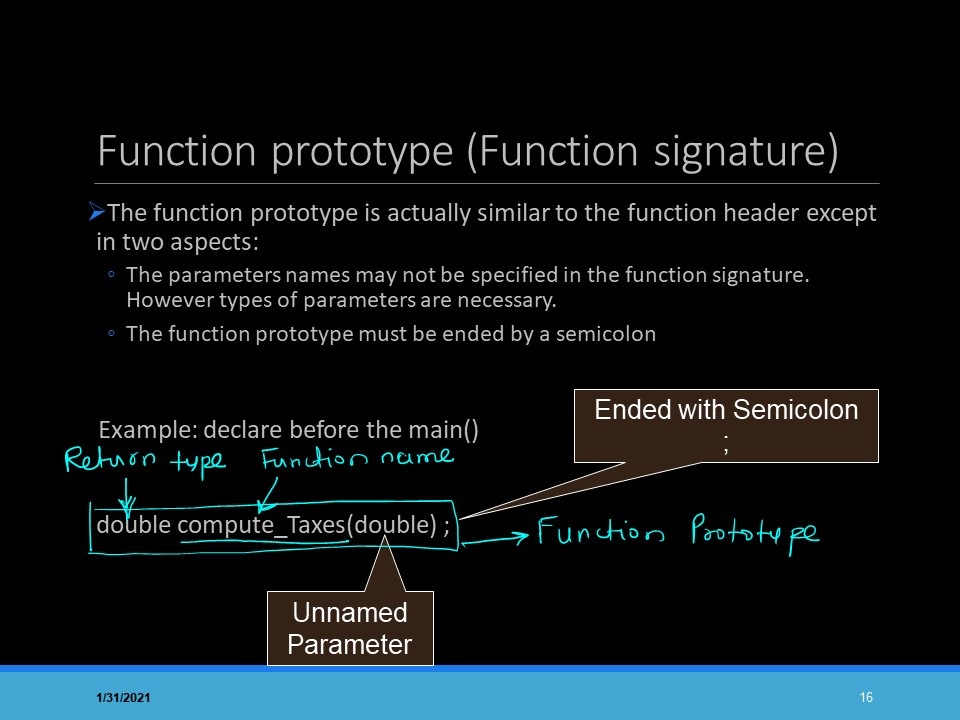 Function prototype (Function signature)
➢The function prototype is actually similar to the function header except
in two aspects:
◦ The parameters names may not be specified in the function signature.
However types of parameters are necessary.
◦ The function prototype must be ended by a semicolon
Ended with Semicolon
;
Example: declare before the main()
Return type Function name
double compute_Taxes(double) ;
Function Prototype
Unnamed
Parameter
1/31/2021
16